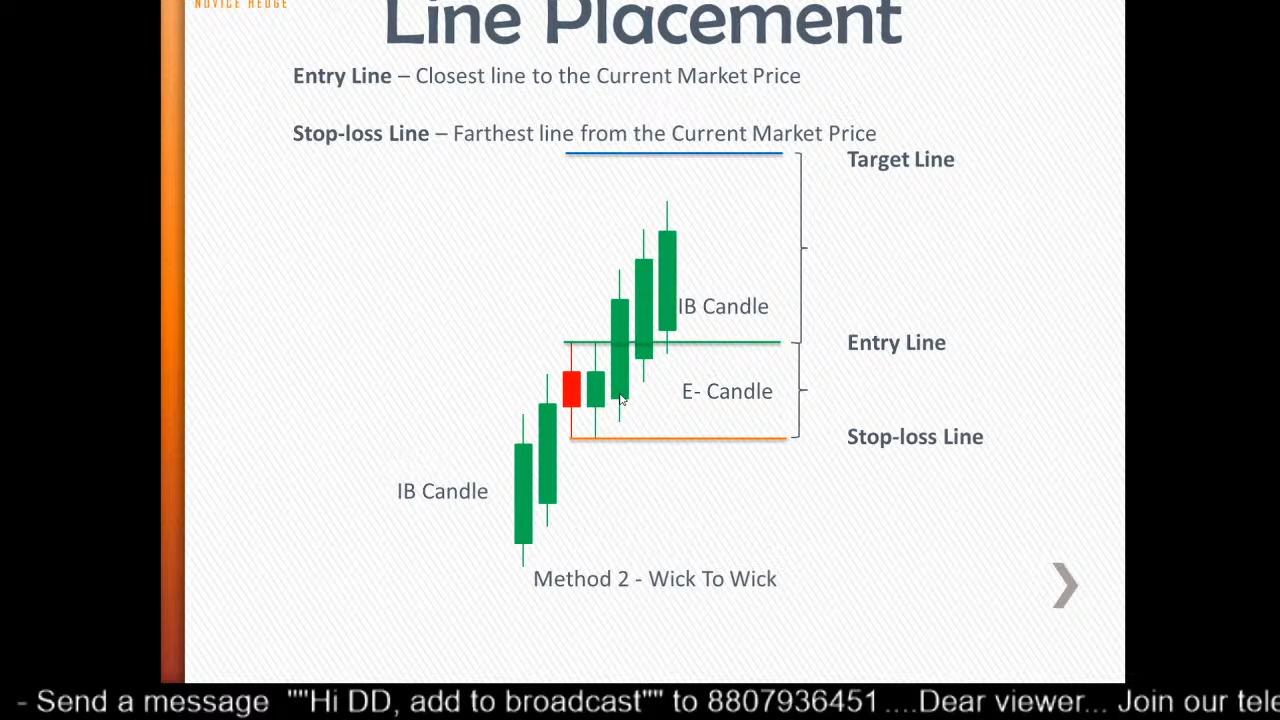 NOVICE HEDGE
Line Placement
Entry Line – Closest line to the Current Market Price
Stop-loss Line – Farthest line from the Current Market Price
Target Line
IB Candle
Entry Line
E- Candle
Stop-loss Line
IB Candle
Method 2 - Wick To Wick
- Send a message ""Hi DD, add to broadcast"" to 8807936451 ....Dear viewer... Join our tele